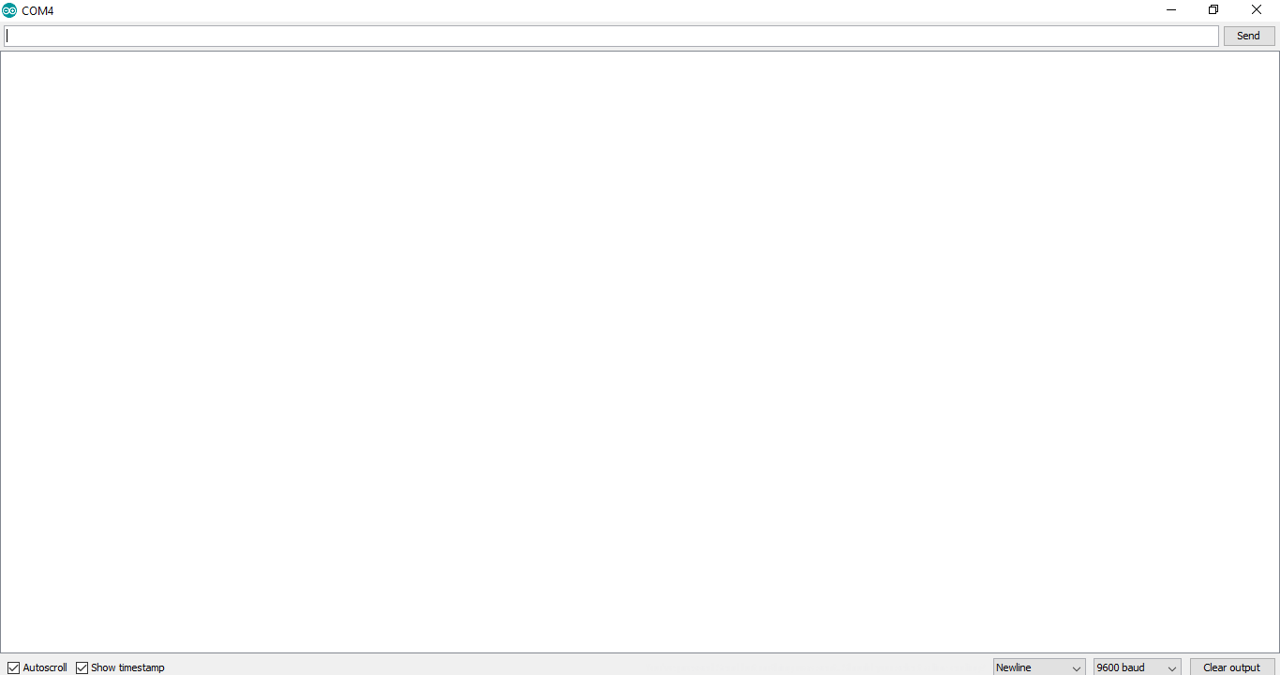 COM4
Send
Autoscroll Show timestamp Newline 9600 baud Clear output